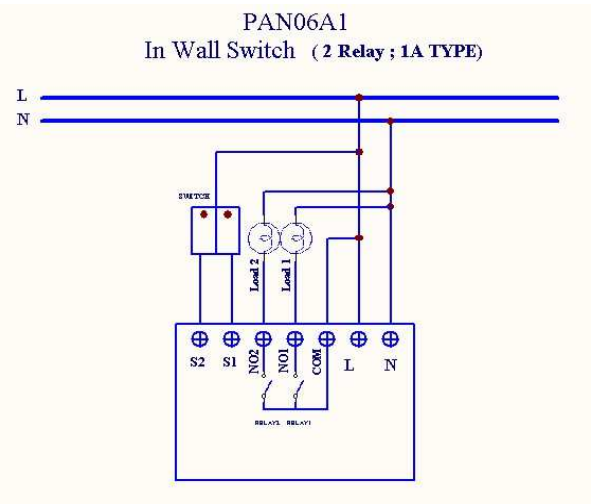 PAN06A1
In Wall Switch ( 2 Relay ; 1A TYPE)
L
N
SWITCH
Load 2
Load 1
S2 S1 NO2 NO1 COM L N
RELAY2 RELAY1